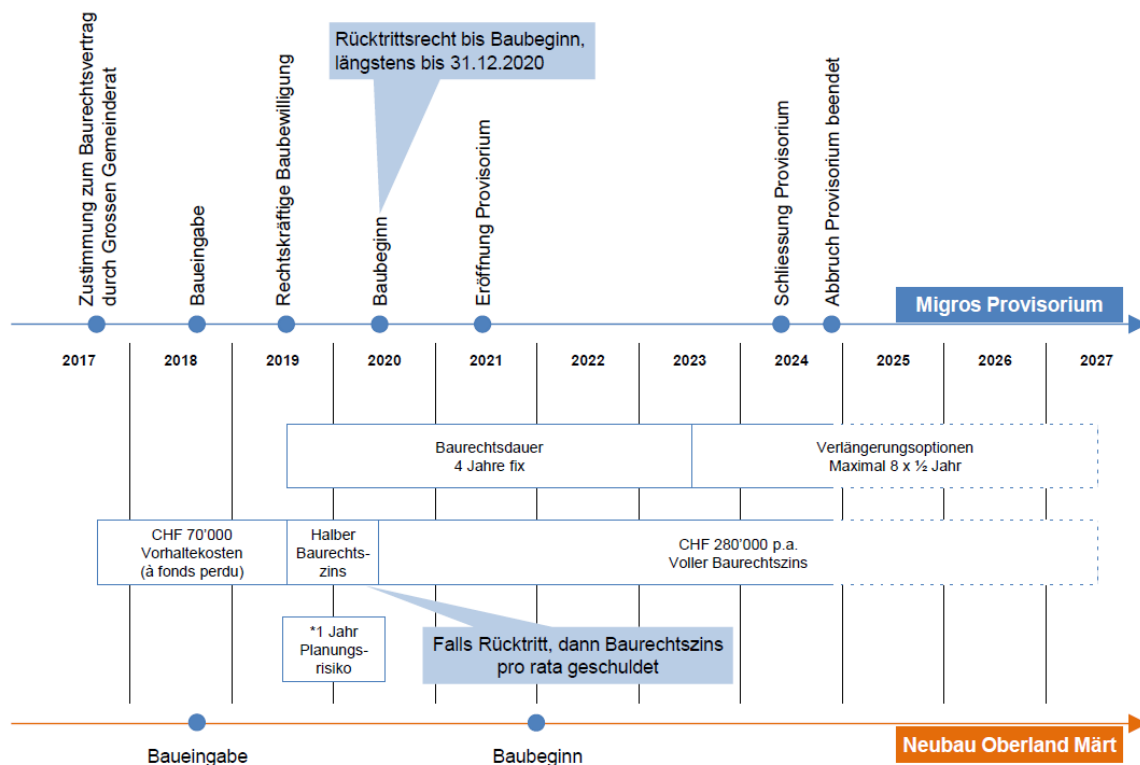 Rücktrittsrecht bis Baubeginn,
längstens bis 31.12.2020
Zustimmung zum Baurechtsvertrag
durch Grossen Gemeinderat
Baueingabe
Rechtskräftige Baubewilligung
Baubeginn
Eröffnung Provisorium
Schliessung Provisorium
Abbruch Provisorium beendet
Migros Provisorium
2017 2018 2019 2020 2021 2022 2023 2024 2025 2026 2027
Baurechtsdauer
4 Jahre fix
Verlängerungsoptionen
Maximal 8 x ½ Jahr
CHF 70'000
Vorhaltekosten
(à fonds perdu)
Halber
Baurechts-
zins
CHF 280'000 p.a.
Voller Baurechtszins
*1 Jahr
Planungs-
risiko
Falls Rücktritt, dann Baurechtszins
pro rata geschuldet
Neubau Oberland Märt
Baueingabe
Baubeginn